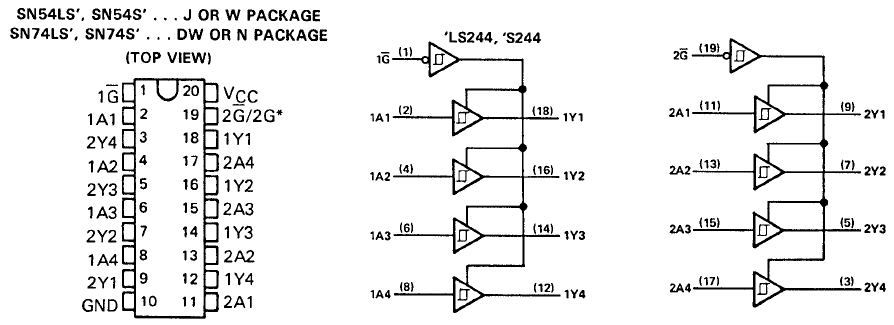 SN54LS', SN54S' . . . J OR W PACKAGE
SN74LS', SN74S' . . . DW OR N PACKAGE
(TOP VIEW)
1G̅ 1 20 VCC
1A1 2 19 2G̅/2G*
2Y4 3 18 1Y1
1A2 4 17 2A4
2Y3 5 16 1Y2
1A3 6 15 2A3
2Y2 7 14 1Y3
1A4 8 13 2A2
2Y1 9 12 1Y4
GND 10 11 2A1
'LS244, 'S244
1G̅ (1)
1A1 (2) (18) 1Y1
1A2 (4) (16) 1Y2
1A3 (6) (14) 1Y3
1A4 (8) (12) 1Y4
2G̅ (19)
2A1 (11) (9) 2Y1
2A2 (13) (7) 2Y2
2A3 (15) (5) 2Y3
2A4 (17) (3) 2Y4